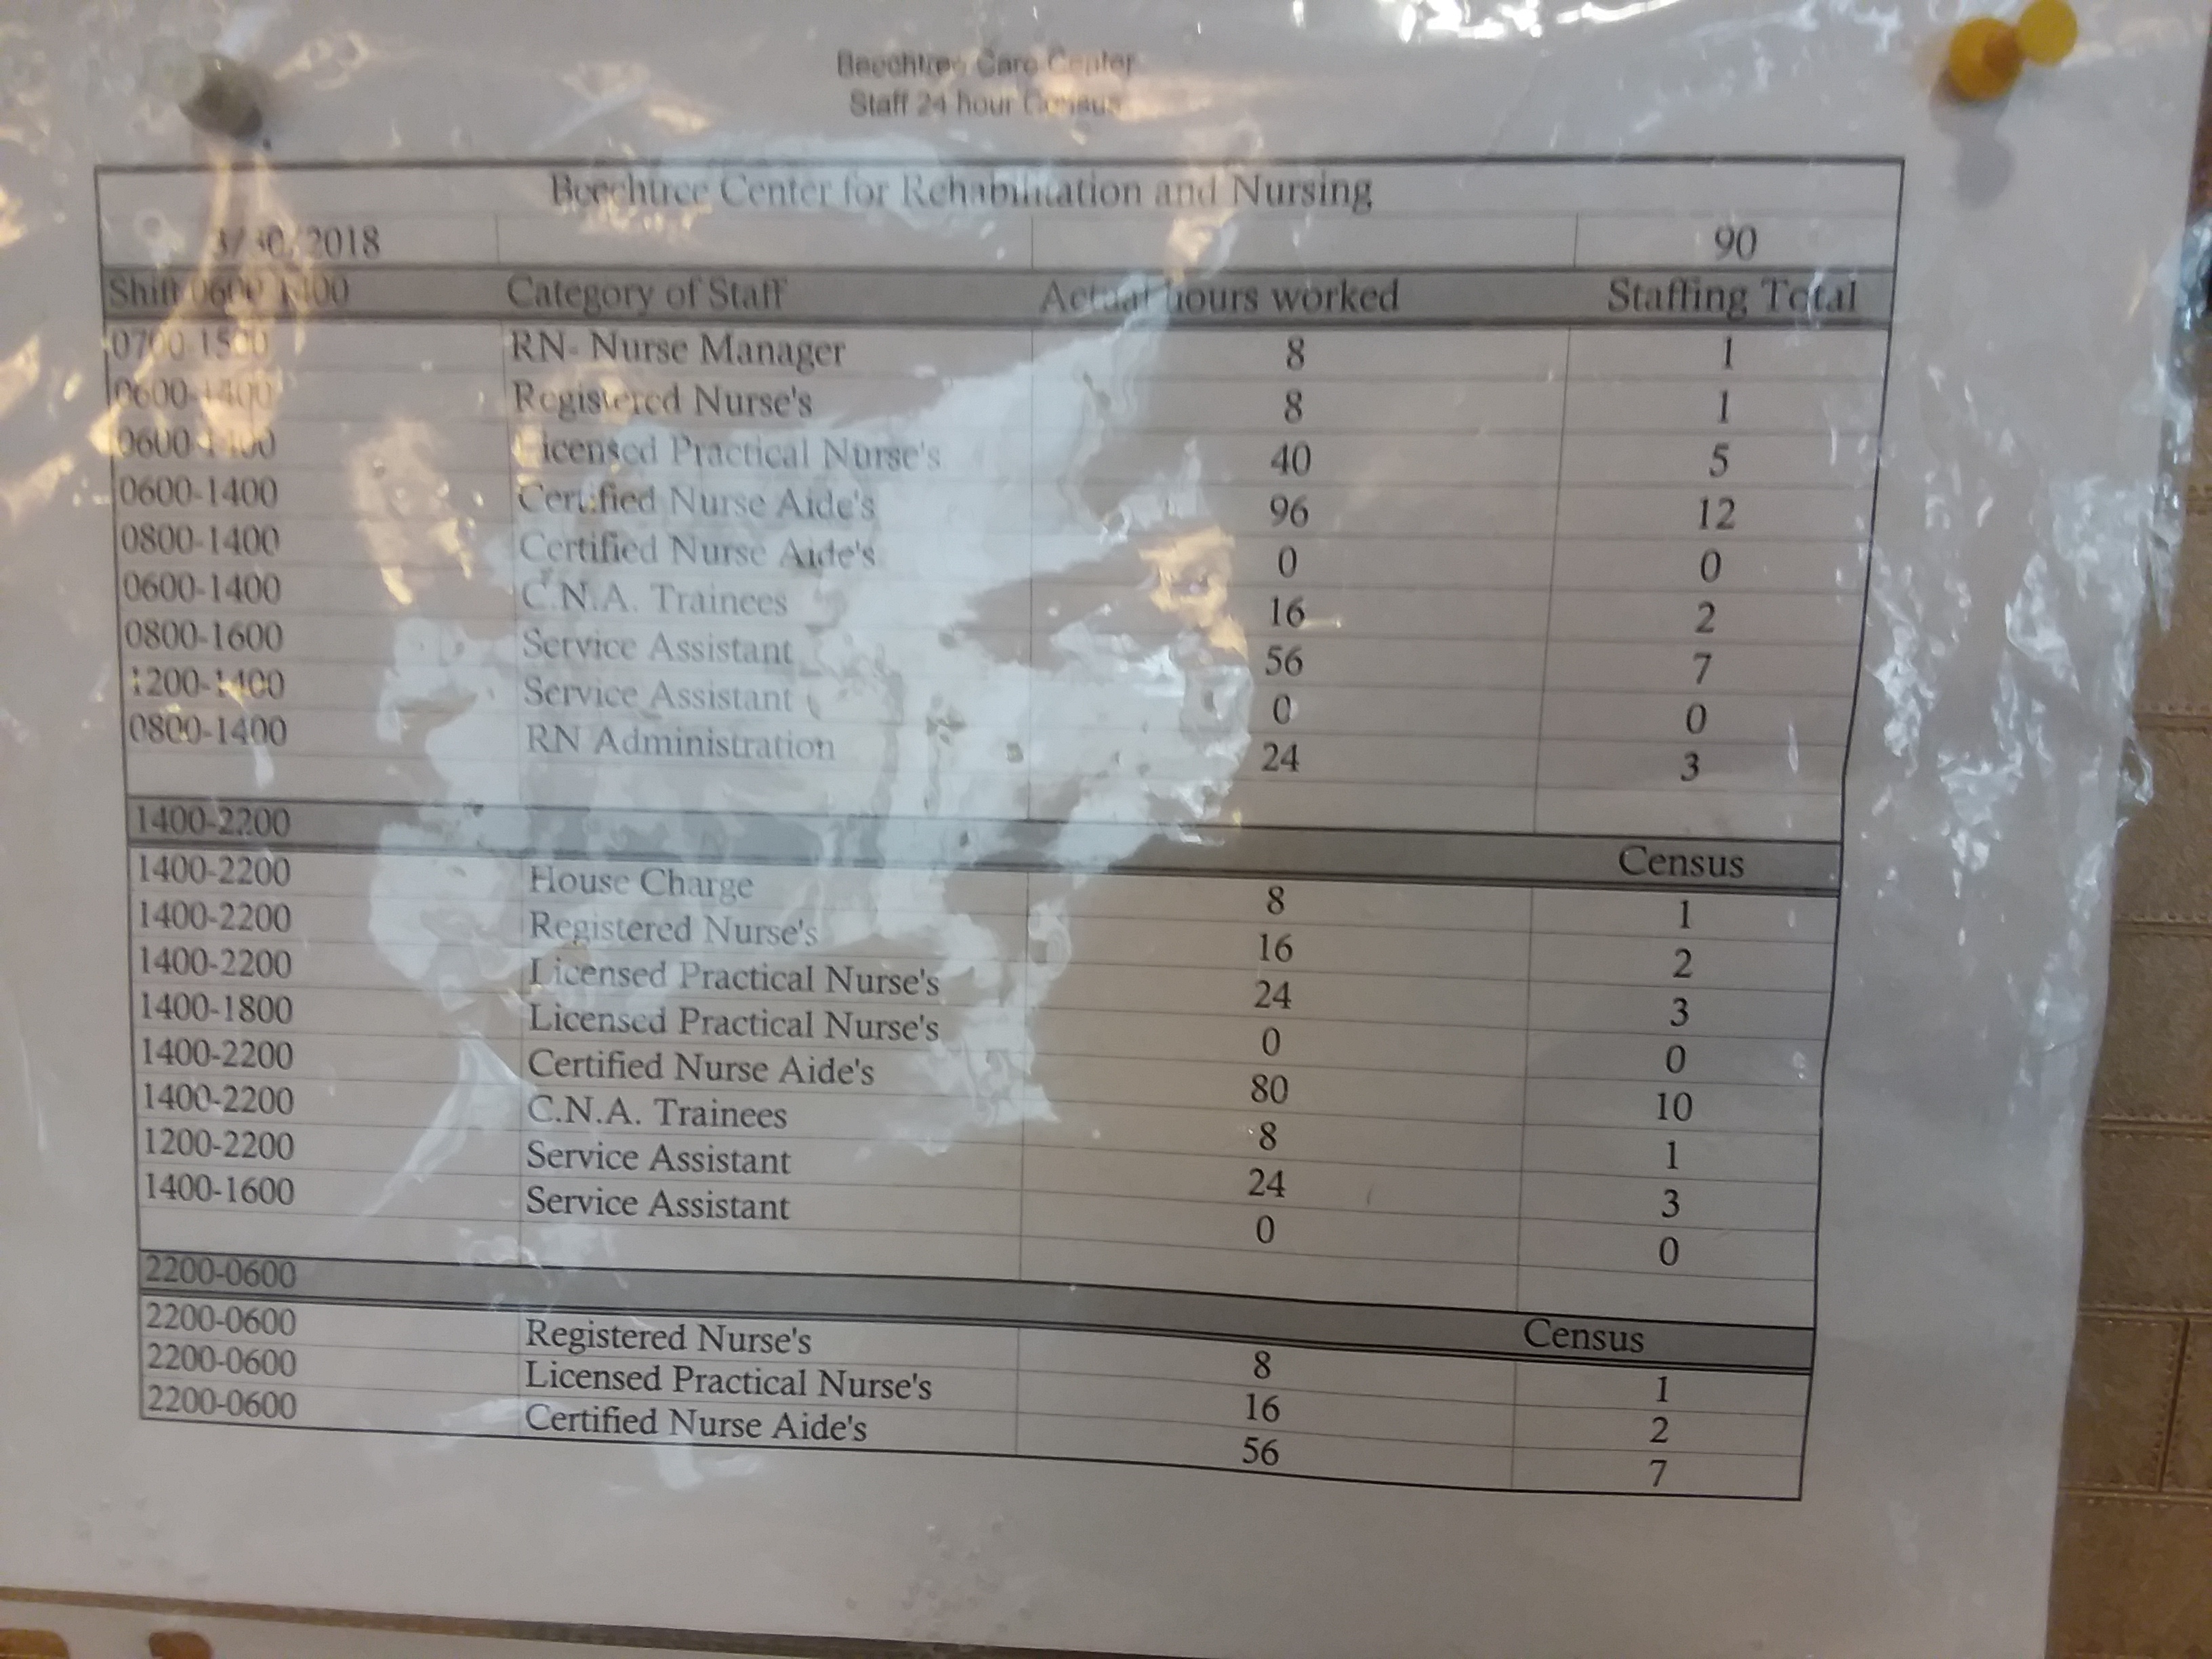 Beechtree Care Center
Staff 24 hour Census
Beechtree Center for Rehabilitation and Nursing
3/30/2018 90
Shift 0600-1400 Category of Staff Actual hours worked Staffing Total
0700-1500 RN- Nurse Manager 8 1
0600-1400 Registered Nurse's 8 1
0600-1400 Licensed Practical Nurse's 40 5
0600-1400 Certified Nurse Aide's 96 12
0800-1400 Certified Nurse Aide's 0 0
0600-1400 C.N.A. Trainees 16 2
0800-1600 Service Assistant 56 7
1200-1400 Service Assistant 0 0
0800-1400 RN Administration 24 3
1400-2200 Census
1400-2200 House Charge 8 1
1400-2200 Registered Nurse's 16 2
1400-2200 Licensed Practical Nurse's 24 3
1400-1800 Licensed Practical Nurse's 0 0
1400-2200 Certified Nurse Aide's 80 10
1400-2200 C.N.A. Trainees 8 1
1200-2200 Service Assistant 24 3
1400-1600 Service Assistant 0 0
2200-0600 Census
2200-0600 Registered Nurse's 8 1
2200-0600 Licensed Practical Nurse's 16 2
2200-0600 Certified Nurse Aide's 56 7